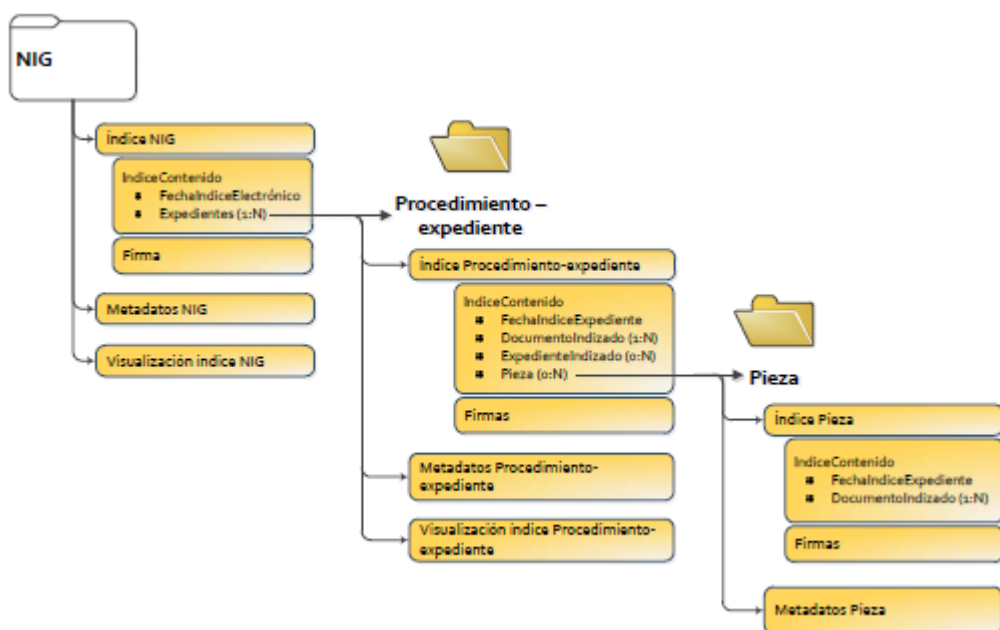 NIG
Índice NIG
IndiceContenido
FechaIndiceElectrónico
Expedientes (1:N)
Firma
Metadatos NIG
Visualización indice NIG
Procedimiento –
expediente
Índice Procedimiento-expediente
IndiceContenido
FechaIndiceExpediente
DocumentoIndizado (1:N)
ExpedienteIndizado (0:N)
Pieza (0:N)
Firmas
Metadatos Procedimiento-
expediente
Visualización indice Procedimiento-
expediente
Pieza
Índice Pieza
IndiceContenido
FechaIndiceExpediente
DocumentoIndizado (1:N)
Firmas
Metadatos Pieza